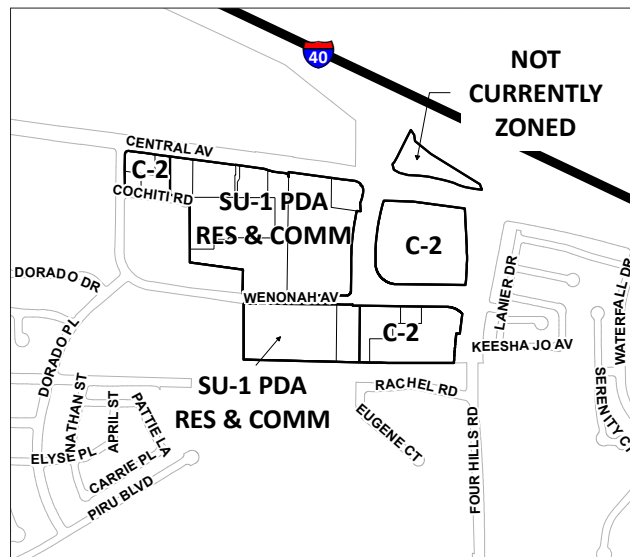 NOT
CURRENTLY
ZONED
40
CENTRAL AV
C-2
COCHITI RD
SU-1 PDA
RES & COMM
C-2
DORADO DR
WENONAH AV
LANIER DR
WATERFALL DR
DORADO PL
C-2
KEESHA JO AV
SU-1 PDA
RES & COMM
RACHEL RD
NATHAN ST
APRIL ST
PATTIE LA
EUGENE CT
SERENITY CT
ELYSE PL
CARRIE PL
PIRU BLVD
FOUR HILLS RD